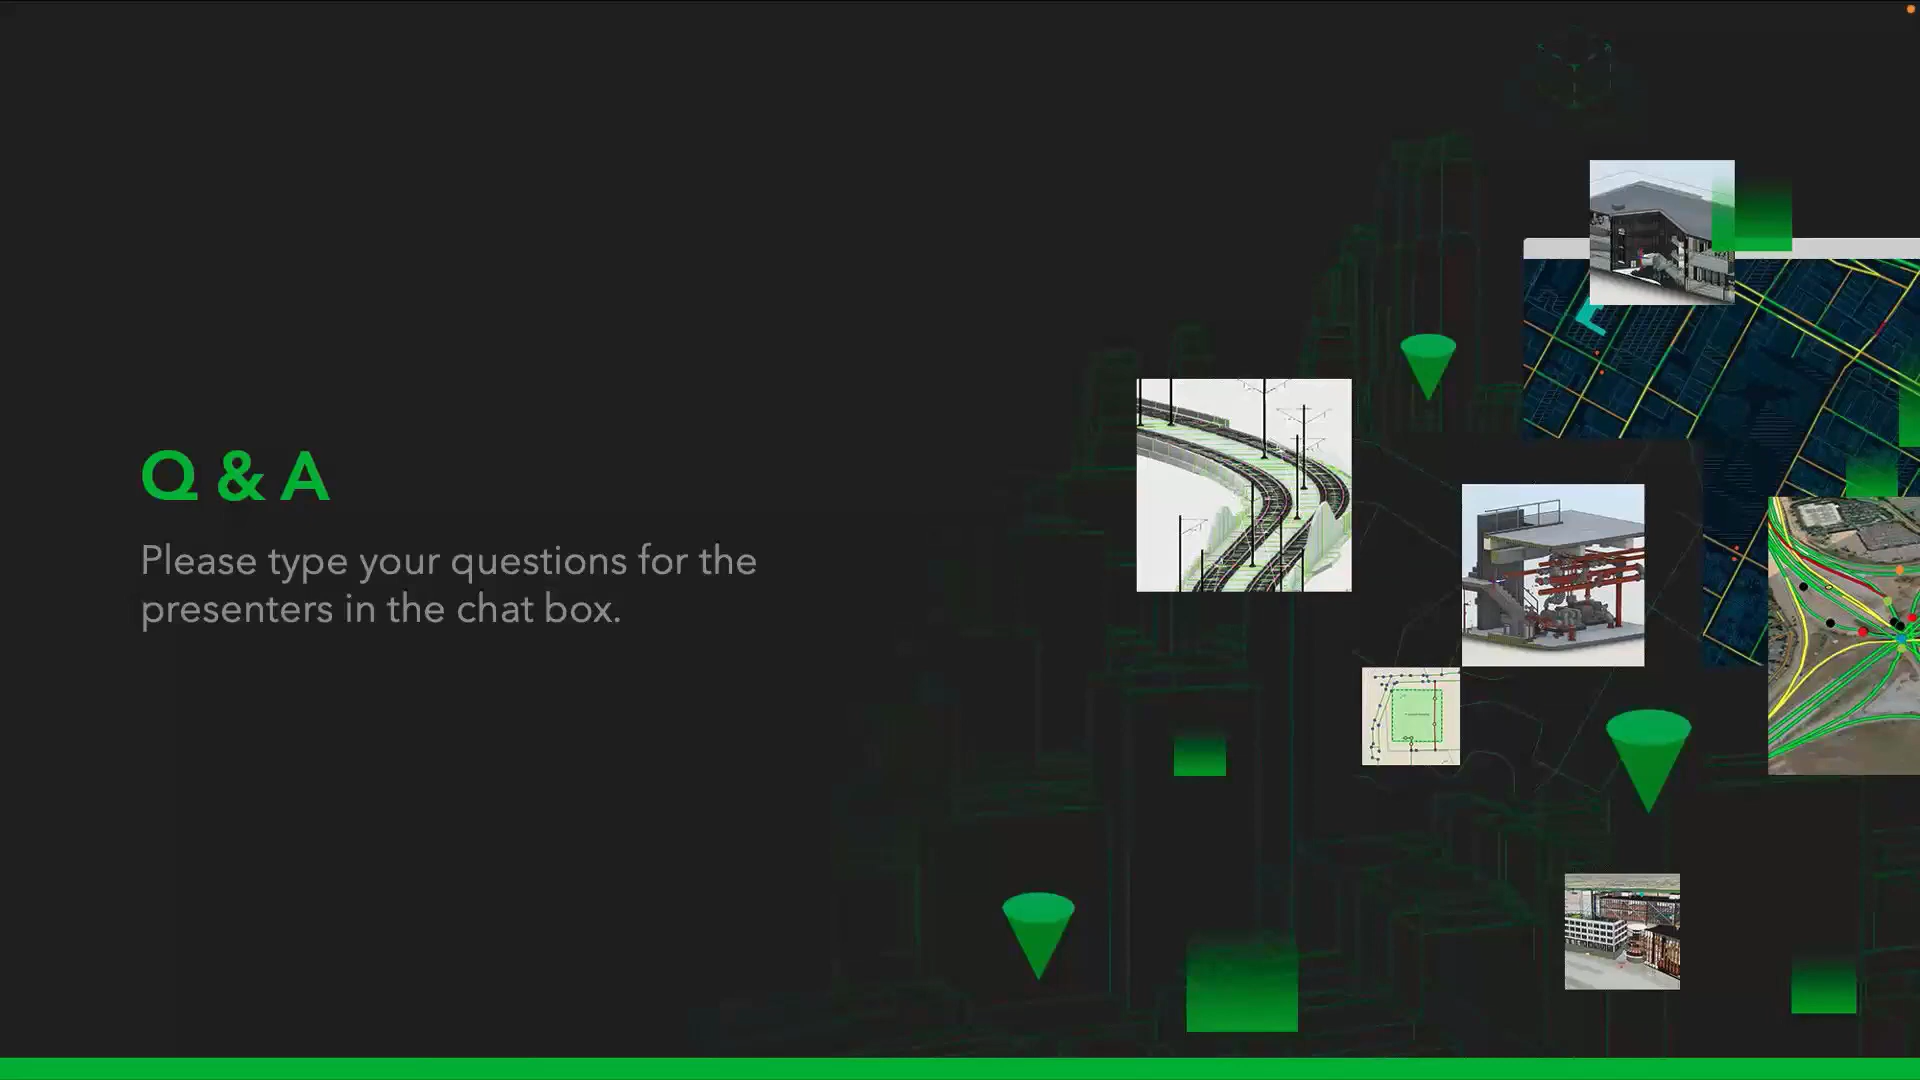 Q & A
Please type your questions for the
presenters in the chat box.